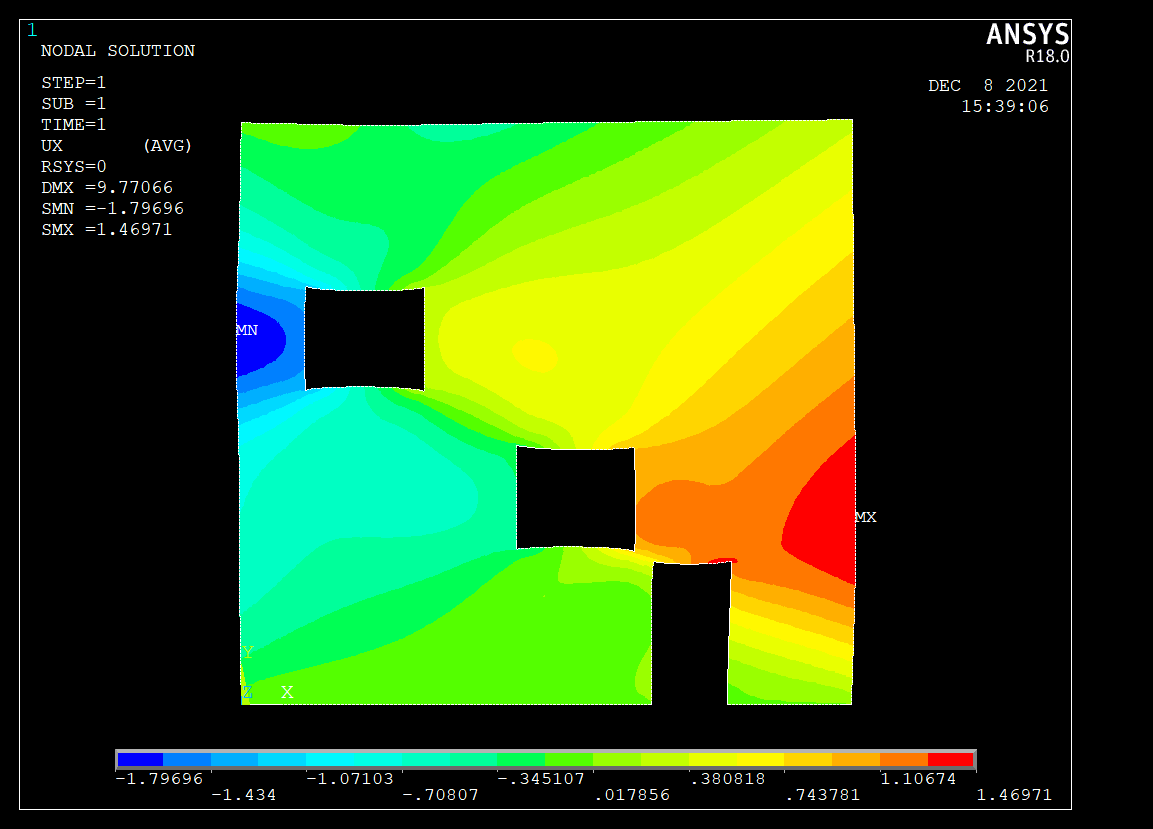 1
ANSYS
R18.0
NODAL SOLUTION
DEC 8 2021
15:39:06
STEP=1
SUB =1
TIME=1
UX (AVG)
RSYS=0
DMX =9.77066
SMN =-1.79696
SMX =1.46971
MN
MX
Y
Z X
-1.79696 -1.07103 -.345107 .380818 1.10674
-1.434 -.70807 .017856 .743781 1.46971